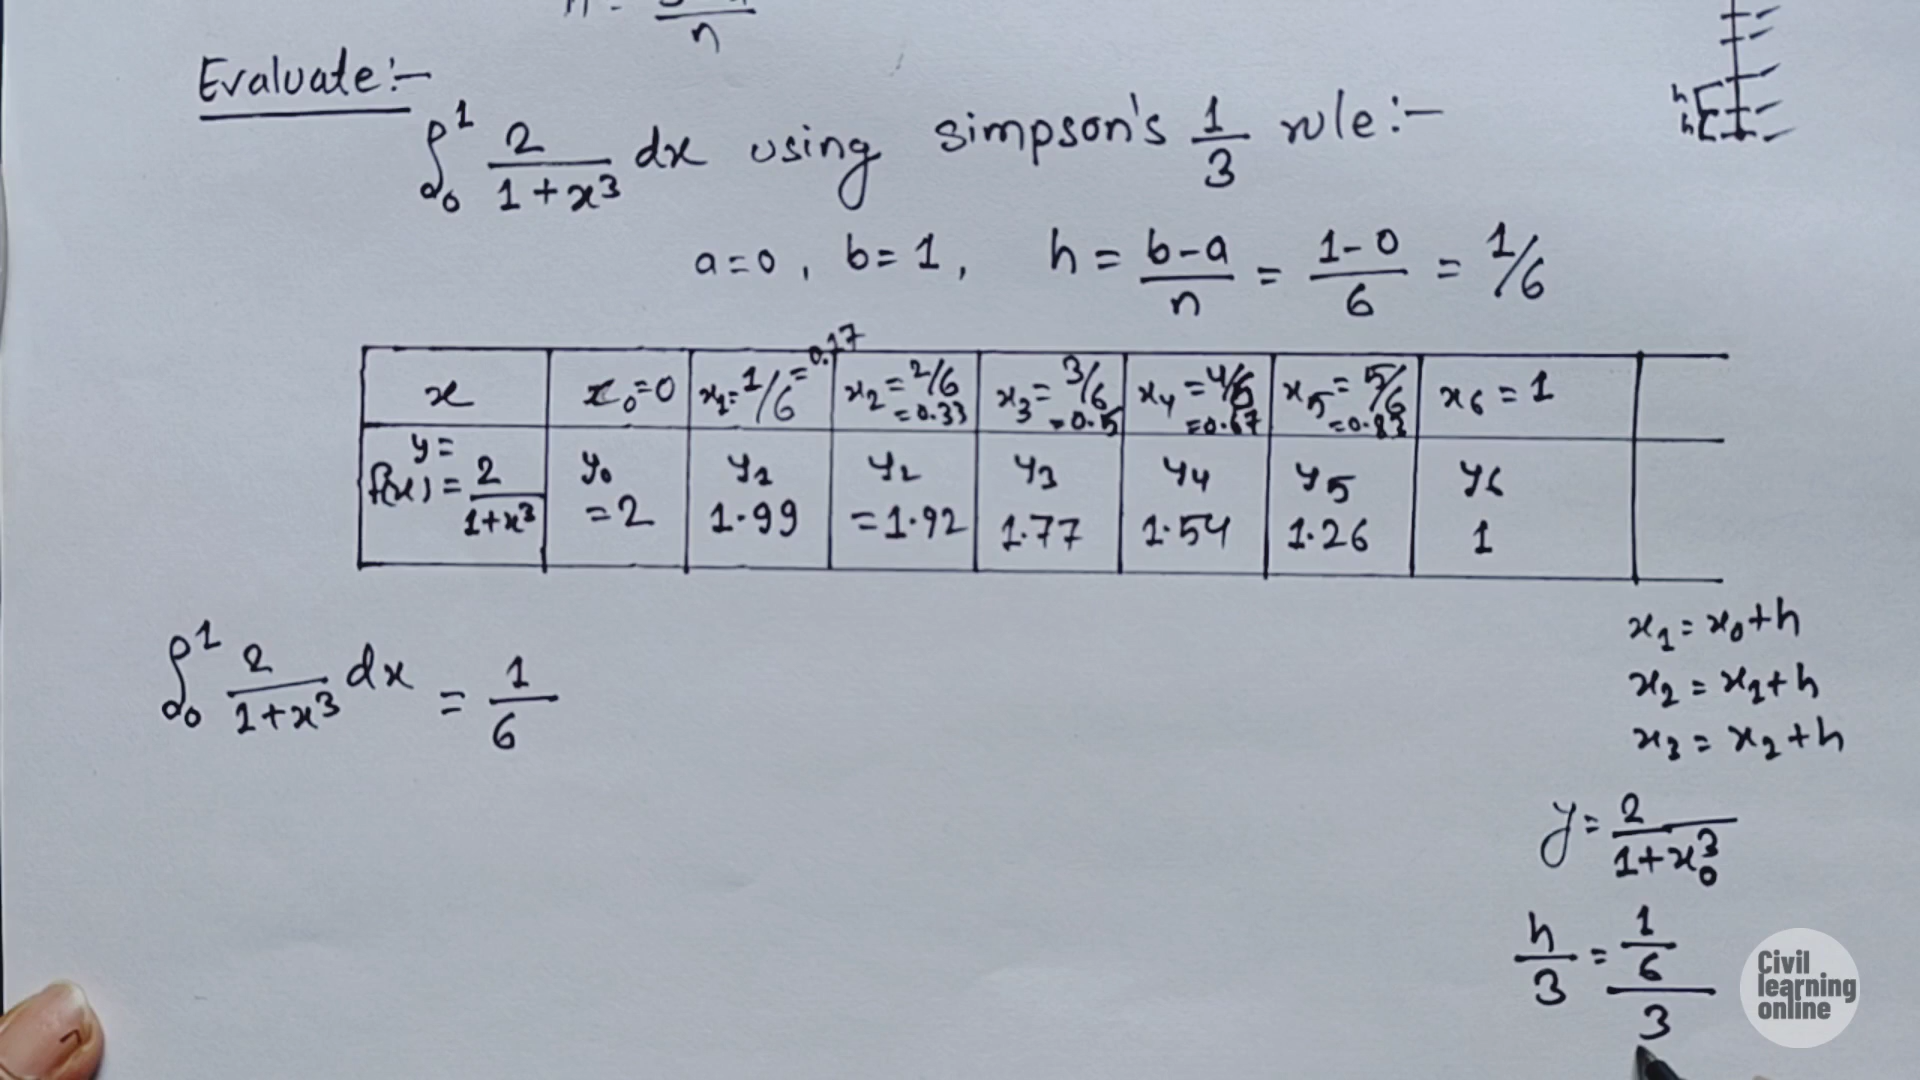 n
Evaluate:-
∫₀¹ 2/(1+x³) dx using simpson's 1/3 rule:-
h
h
a=0, b=1, h = (b-a)/n = (1-0)/6 = 1/6
x | x₀=0 | x₁=1/6=0.17 | x₂=2/6=0.33 | x₃=3/6=0.5 | x₄=4/6=0.67 | x₅=5/6=0.83 | x₆=1
y=f(x)=2/(1+x³) | y₀=2 | y₁ 1.99 | y₂=1.92 | y₃ 1.77 | y₄ 1.54 | y₅ 1.26 | y₆ 1
∫₀¹ 2/(1+x³) dx = 1/6
x₁=x₀+h
x₂=x₁+h
x₃=x₂+h
y=2/(1+x₀³)
h/3=(1/6)/3
Civil
learning
online